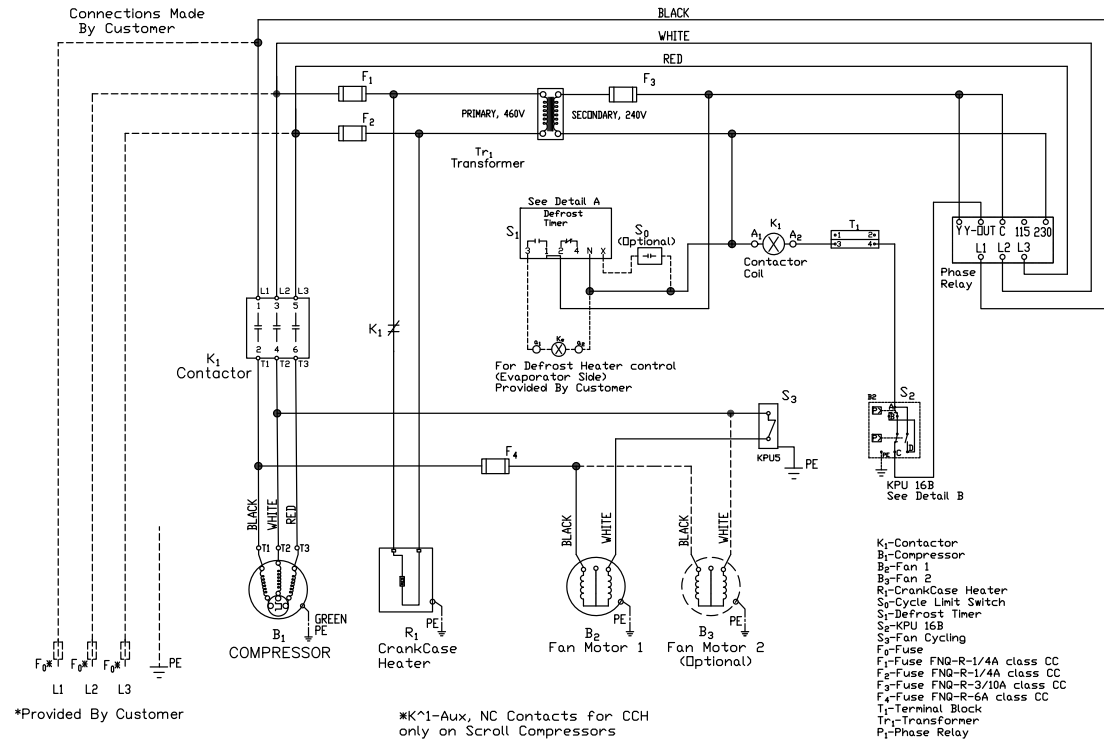 Connections Made
By Customer
BLACK
WHITE
RED
F1
F2
F3
PRIMARY, 460V
SECONDARY, 240V
Tr1
Transformer
See Detail A
Defrost
Timer
S1
3 1 2 4 N X
S0
(Optional)
A1 K1 A2
Contactor
Coil
T1
1 2
3 4
Y Y-OUT C 115 230
L1 L2 L3
Phase
Relay
L1 L2 L3
1 3 5
2 4 6
T1 T2 T3
K1
Contactor
K1
For Defrost Heater control
(Evaporator Side)
Provided By Customer
S3
KPU5
PE
B2
S2
A
B
P
P
D
PE C
KPU 16B
See Detail B
F4
BLACK
WHITE
RED
T1 T2 T3
GREEN
PE
B1
COMPRESSOR
PE
R1
CrankCase
Heater
BLACK
WHITE
PE
B2
Fan Motor 1
BLACK
WHITE
PE
B3
Fan Motor 2
(Optional)
F0* F0* F0* PE
L1 L2 L3
*Provided By Customer
*K^1-Aux, NC Contacts for CCH
only on Scroll Compressors
K1-Contactor
B1-Compressor
B2-Fan 1
B3-Fan 2
R1-CrankCase Heater
S0-Cycle Limit Switch
S1-Defrost Timer
S2-KPU 16B
S3-Fan Cycling
F0-Fuse
F1-Fuse FNQ-R-1/4A class CC
F2-Fuse FNQ-R-1/4A class CC
F3-Fuse FNQ-R-3/10A class CC
F4-Fuse FNQ-R-6A class CC
T1-Terminal Block
Tr1-Transformer
P1-Phase Relay